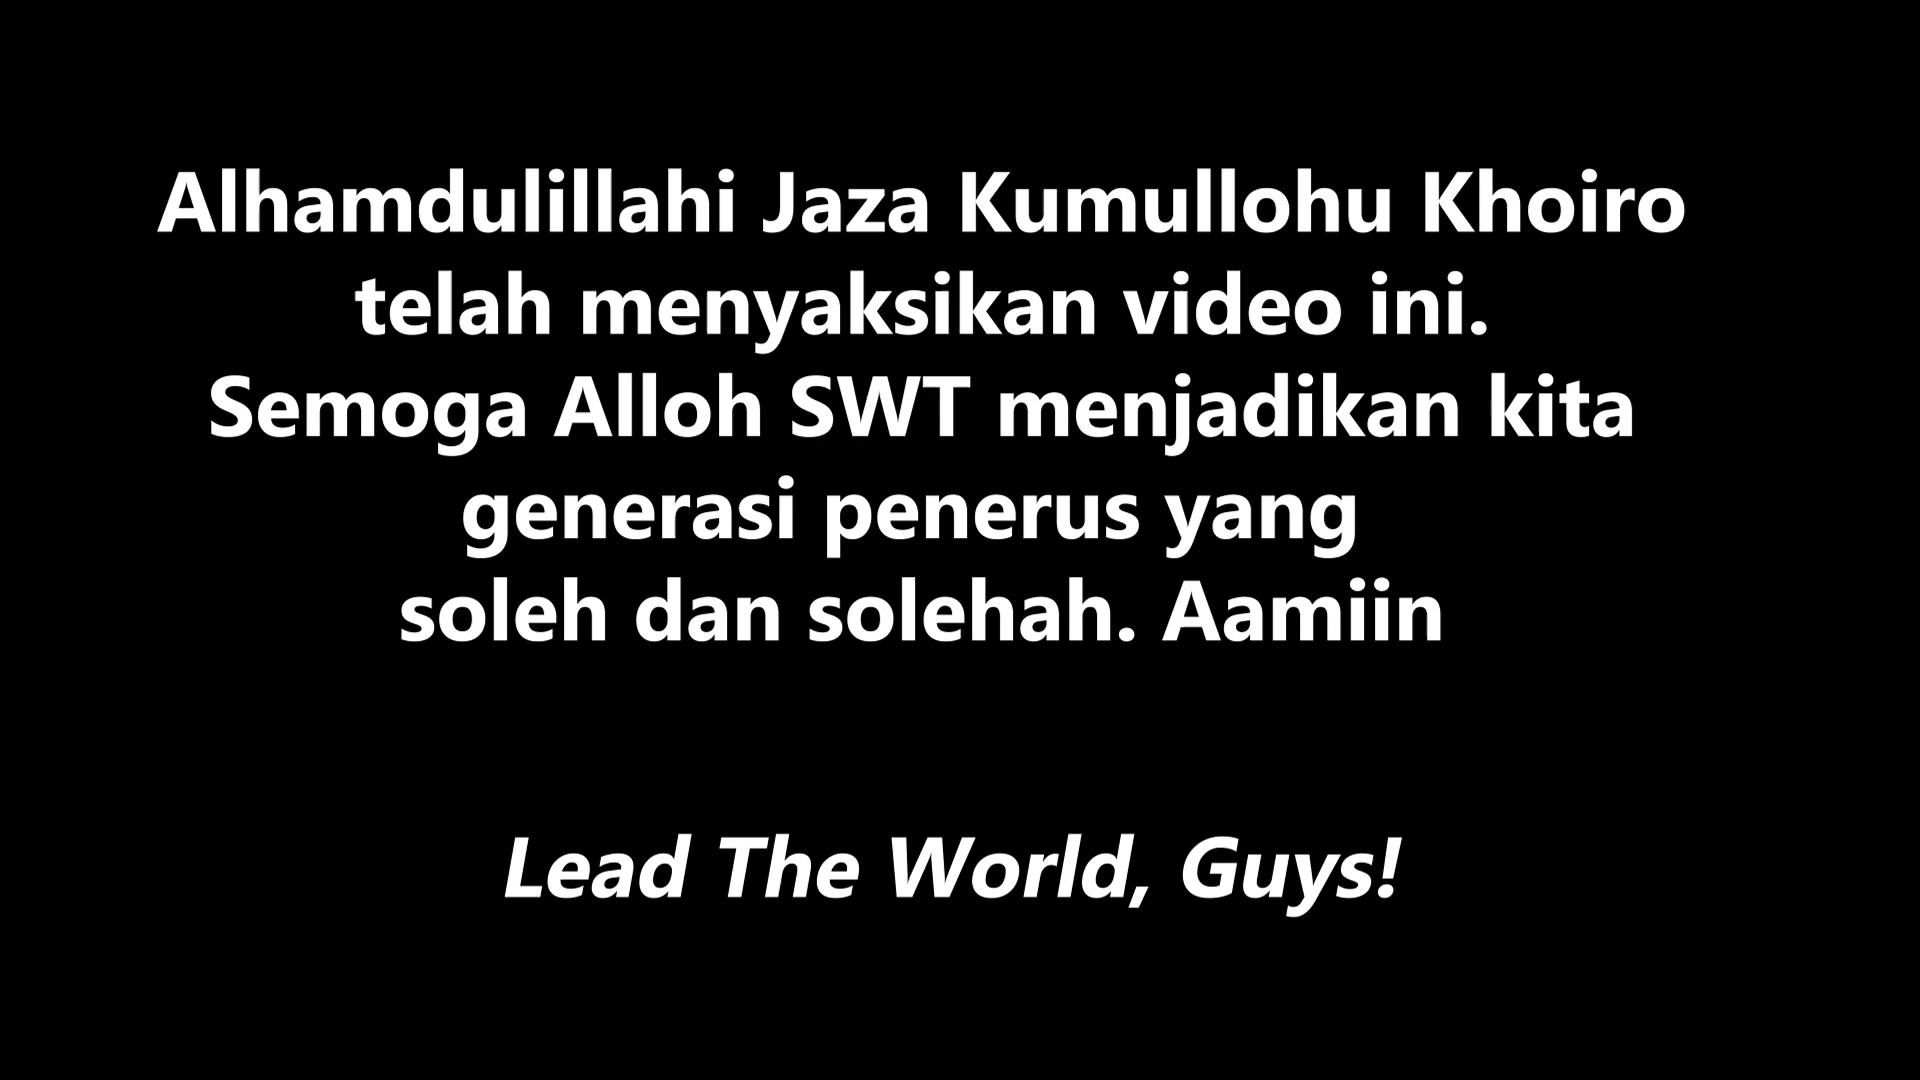 Alhamdulillahi Jaza Kumullohu Khoiro
telah menyaksikan video ini.
Semoga Alloh SWT menjadikan kita
generasi penerus yang
soleh dan solehah. Aamiin
Lead The World, Guys!